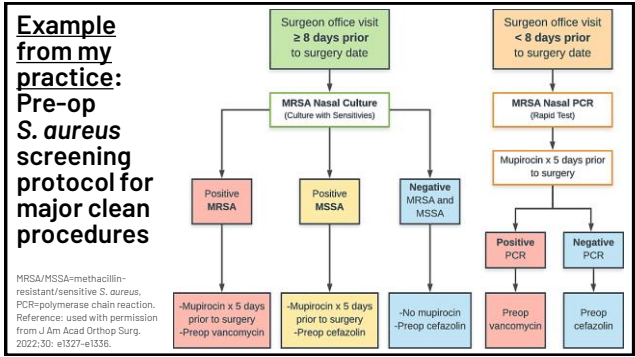 Example
from my
practice:
Pre-op
S. aureus
screening
protocol for
major clean
procedures
MRSA/MSSA=methacillin-
resistant/sensitive S. aureus,
PCR=polymerase chain reaction.
Reference: used with permission
from J Am Acad Orthop Surg.
2022;30: e1327–e1336.
Surgeon office visit
≥ 8 days prior
to surgery date
MRSA Nasal Culture
(Culture with Sensitivies)
Positive
MRSA
Positive
MSSA
Negative
MRSA and
MSSA
-Mupirocin x 5 days
prior to surgery
-Preop vancomycin
-Mupirocin x 5 days
prior to surgery
-Preop cefazolin
-No mupirocin
-Preop cefazolin
Surgeon office visit
< 8 days prior
to surgery date
MRSA Nasal PCR
(Rapid Test)
Mupirocin x 5 days prior
to surgery
Positive
PCR
Negative
PCR
Preop
vancomycin
Preop
cefazolin